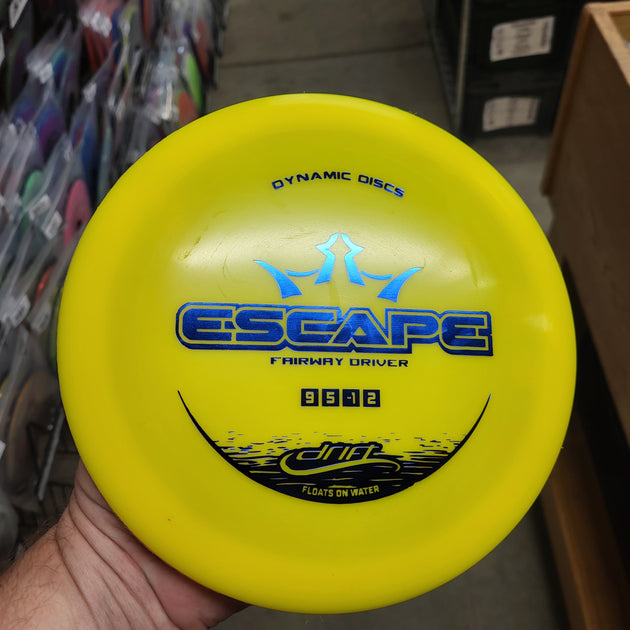 DYNAMIC DISCS
ESCAPE
FAIRWAY DRIVER
9 5 -1 2
drift
FLOATS ON WATER